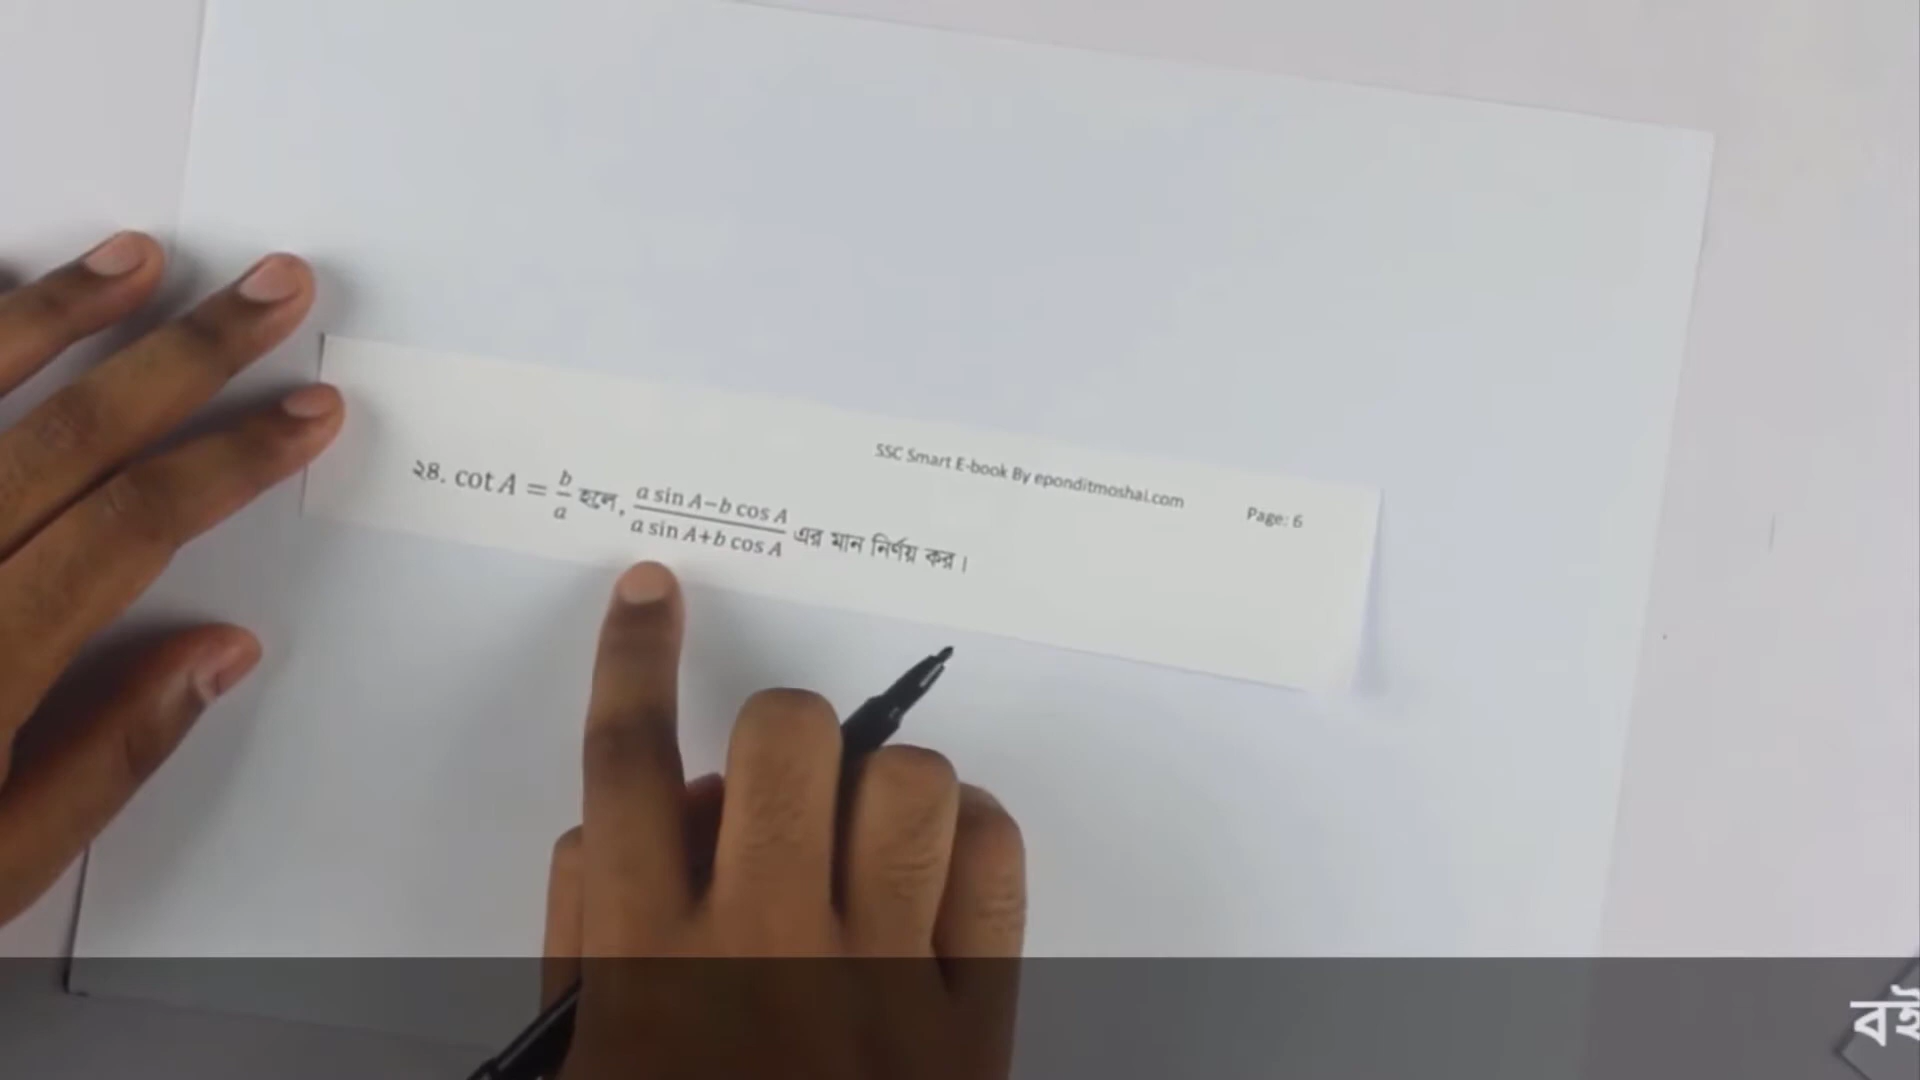 SSC Smart E-book By eponditmoshai.com Page: 6
২৪. cot A = b/a হলে, (a sin A−b cos A)/(a sin A+b cos A) এর মান নির্ণয় কর।
বই